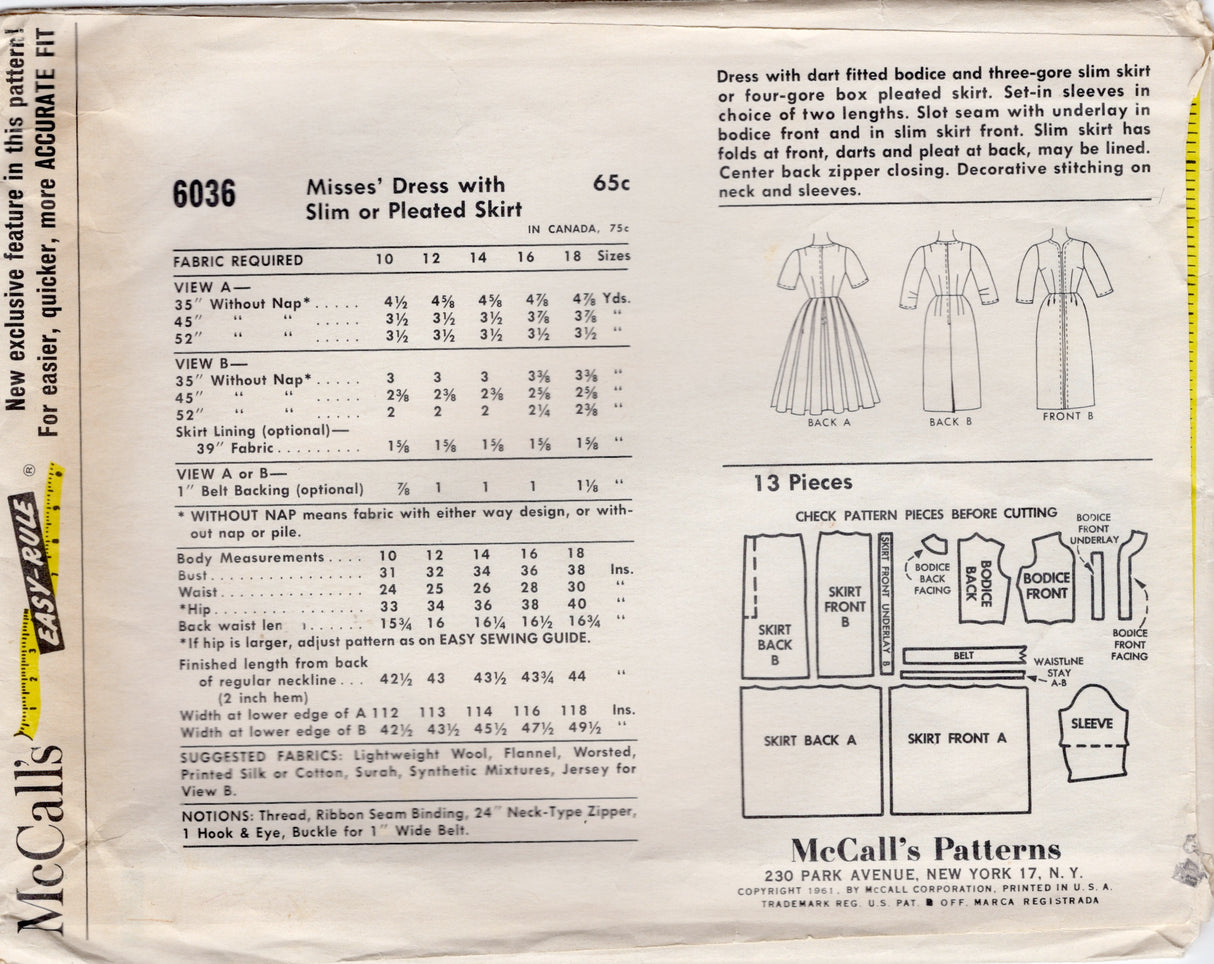 New exclusive feature in this pattern!
For easier, quicker, more ACCURATE FIT
EASY-RULE ®
McCall's
6036 Misses' Dress with 65c
Slim or Pleated Skirt
IN CANADA, 75c
FABRIC REQUIRED 10 12 14 16 18 Sizes
VIEW A—
35" Without Nap* . . . . . 4½ 4⅝ 4⅝ 4⅞ 4⅞ Yds.
45" “ “ . . . . . 3½ 3½ 3½ 3⅞ 3⅞ “
52" “ “ . . . . . 3½ 3½ 3½ 3½ 3½ “
VIEW B—
35" Without Nap* . . . . . 3 3 3 3⅜ 3⅜ “
45" “ “ . . . . . 2⅜ 2⅜ 2⅜ 2⅝ 2⅝ “
52" “ “ . . . . . 2 2 2 2¼ 2⅜ “
Skirt Lining (optional)—
39" Fabric . . . . . . . . . 1⅝ 1⅝ 1⅝ 1⅝ 1⅝ “
VIEW A or B—
1" Belt Backing (optional) ⅞ 1 1 1 1⅛ “
* WITHOUT NAP means fabric with either way design, or with-
out nap or pile.
Body Measurements . . . . 10 12 14 16 18
Bust . . . . . . . . . . . . . . . . 31 32 34 36 38 Ins.
Waist . . . . . . . . . . . . . . . 24 25 26 28 30 “
*Hip . . . . . . . . . . . . . . . . 33 34 36 38 40 “
Back waist len . . . . . . 15¾ 16 16¼ 16½ 16¾ “
*If hip is larger, adjust pattern as on EASY SEWING GUIDE.
Finished length from back
of regular neckline . . . 42½ 43 43½ 43¾ 44 “
(2 inch hem)
Width at lower edge of A 112 113 114 116 118 Ins.
Width at lower edge of B 42½ 43½ 45½ 47½ 49½ “
SUGGESTED FABRICS: Lightweight Wool, Flannel, Worsted,
Printed Silk or Cotton, Surah, Synthetic Mixtures, Jersey for
View B.
NOTIONS: Thread, Ribbon Seam Binding, 24" Neck-Type Zipper,
1 Hook & Eye, Buckle for 1" Wide Belt.
Dress with dart fitted bodice and three-gore slim skirt
or four-gore box pleated skirt. Set-in sleeves in
choice of two lengths. Slot seam with underlay in
bodice front and in slim skirt front. Slim skirt has
folds at front, darts and pleat at back, may be lined.
Center back zipper closing. Decorative stitching on
neck and sleeves.
BACK A BACK B FRONT B
13 Pieces
CHECK PATTERN PIECES BEFORE CUTTING
SKIRT
BACK
B
SKIRT
FRONT
B
SKIRT FRONT UNDERLAY B
BODICE
BACK
FACING
BODICE
BACK
BODICE
FRONT
BODICE
FRONT
UNDERLAY
BODICE
FRONT
FACING
BELT
WAISTLINE
STAY
A-B
SKIRT BACK A
SKIRT FRONT A
SLEEVE
McCall's Patterns
230 PARK AVENUE, NEW YORK 17, N. Y.
COPYRIGHT 1961, BY McCALL CORPORATION, PRINTED IN U. S. A.
TRADEMARK REG. U.S. PAT. OFF. MARCA REGISTRADA